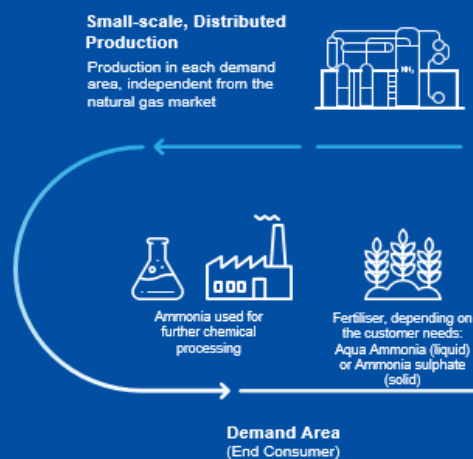 Small-scale, Distributed
Production
Production in each demand
area, independent from the
natural gas market
NH₃
Ammonia used for
further chemical
processing
Fertiliser, depending on
the customer needs:
Aqua Ammonia (liquid)
or Ammonia sulphate
(solid)
Demand Area
(End Consumer)